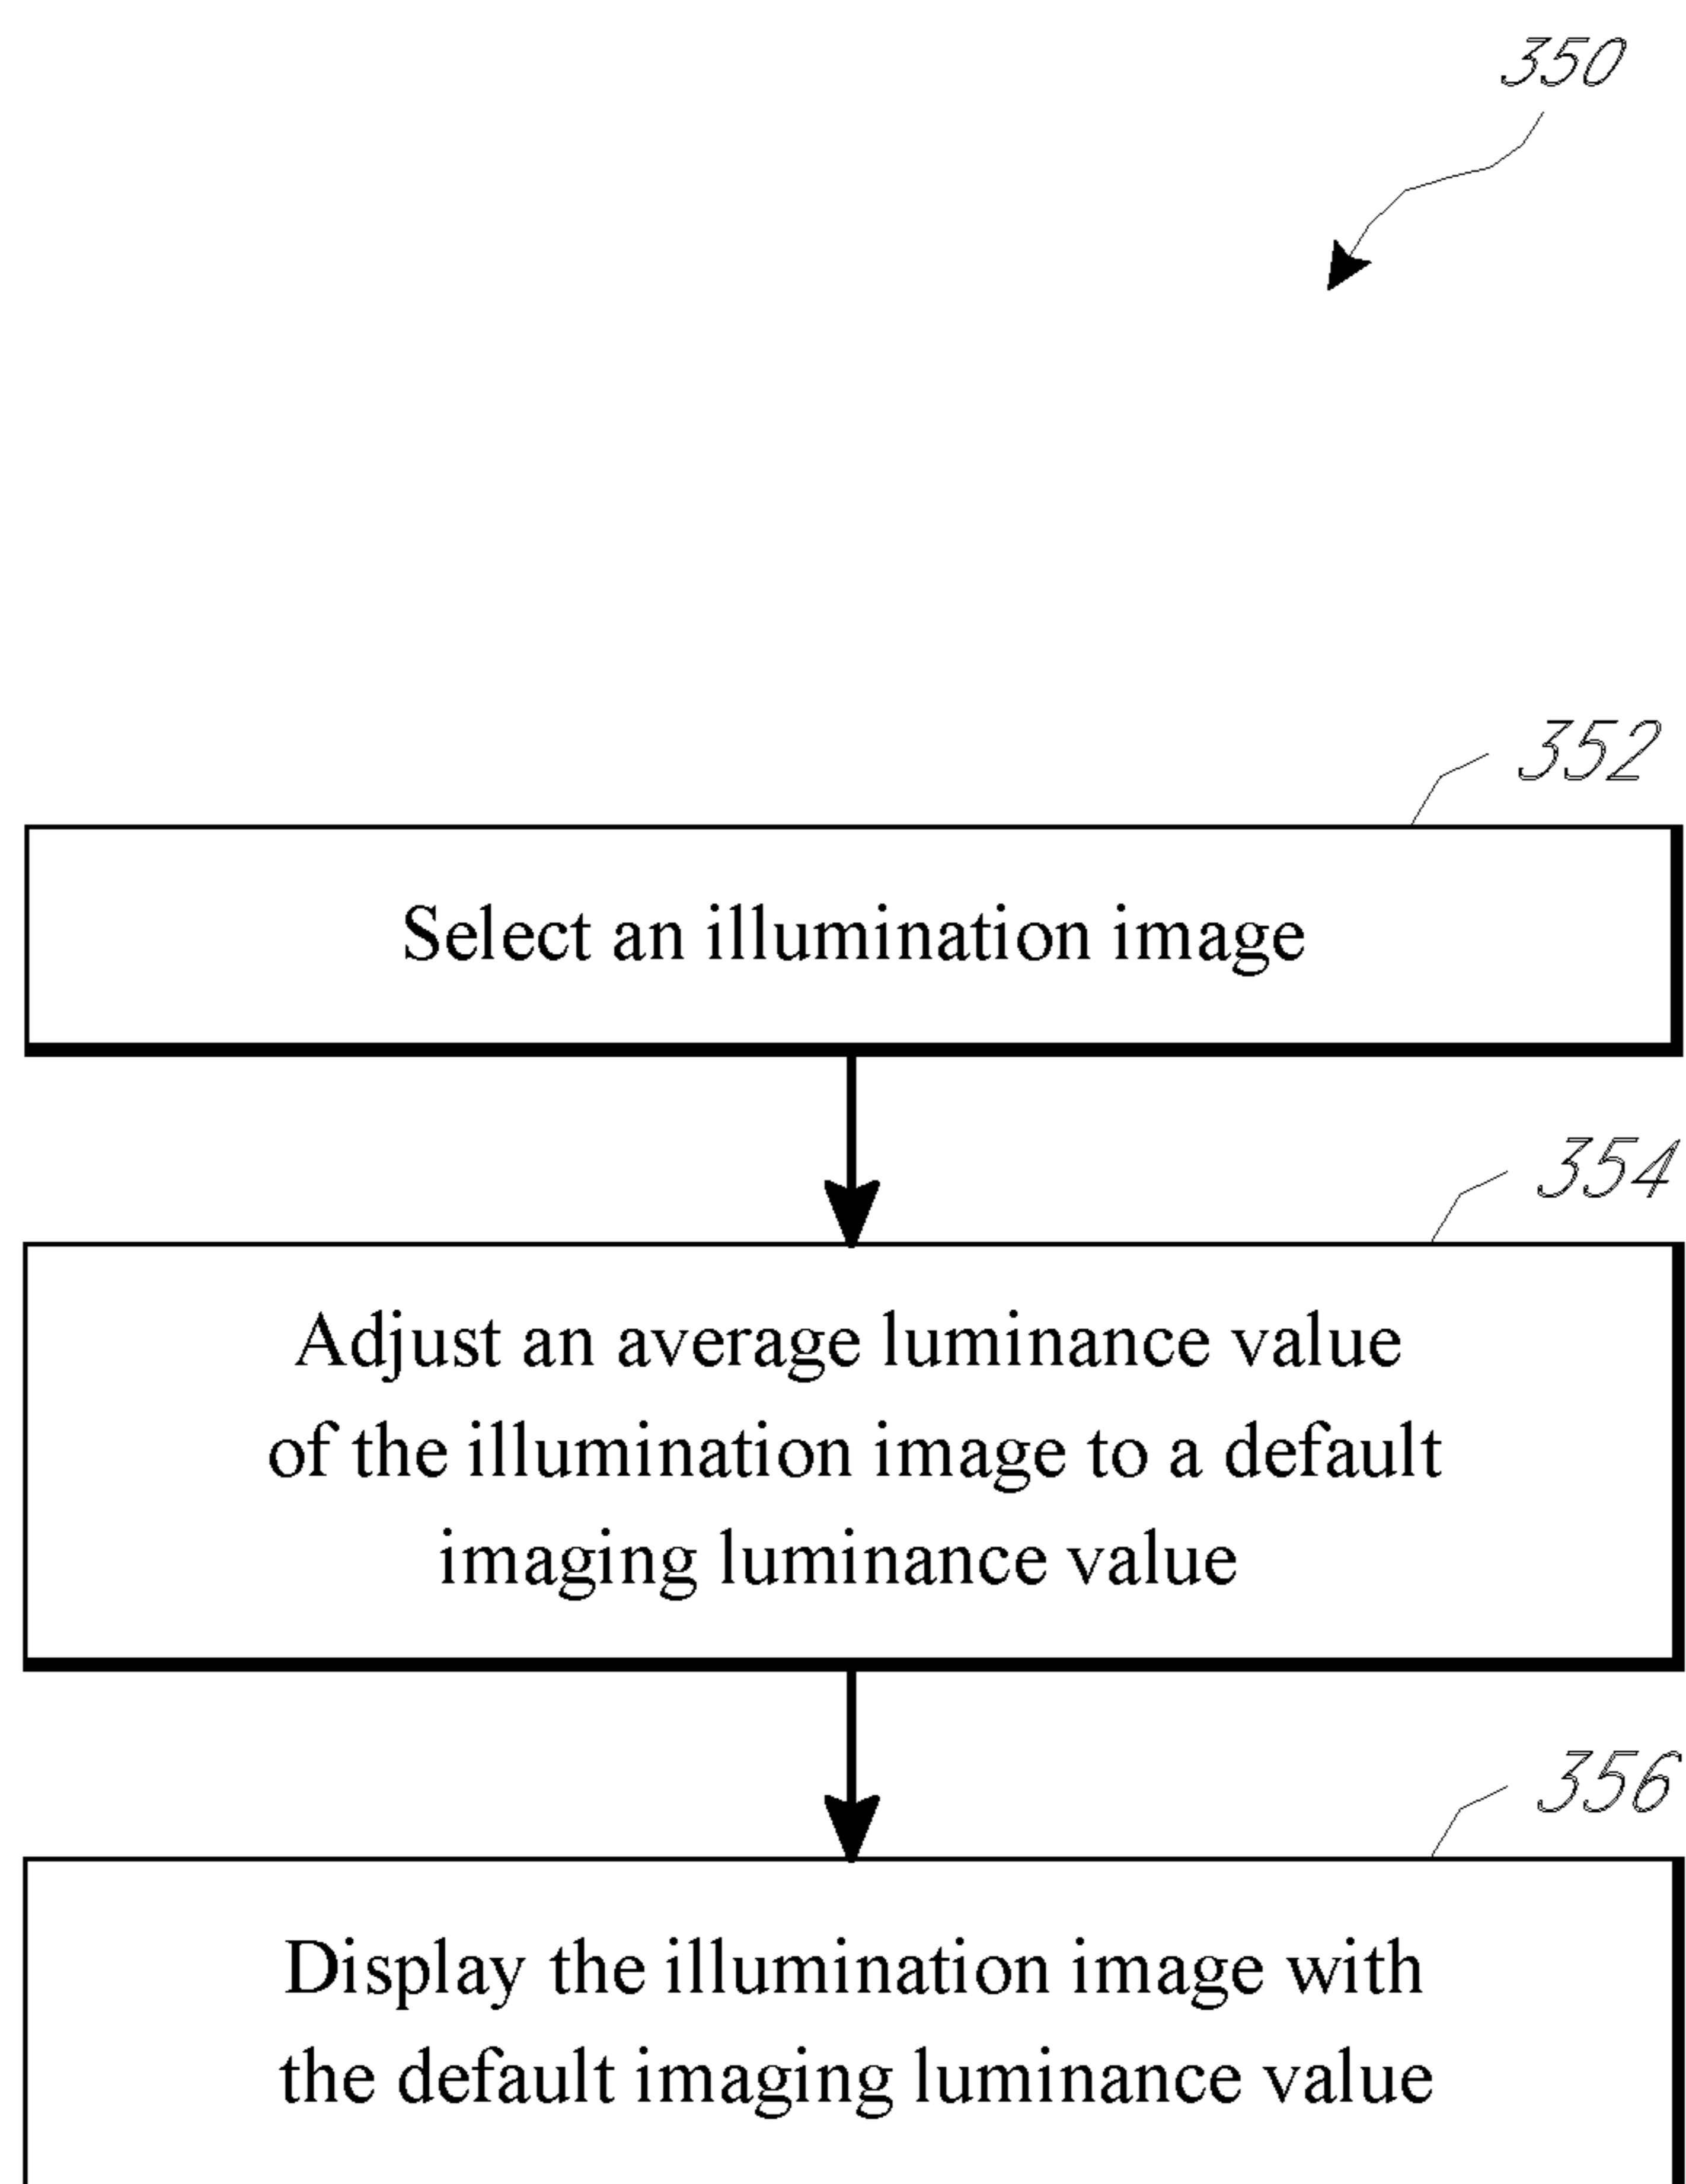 350
352
Select an illumination image
354
Adjust an average luminance value
of the illumination image to a default
imaging luminance value
356
Display the illumination image with
the default imaging luminance value